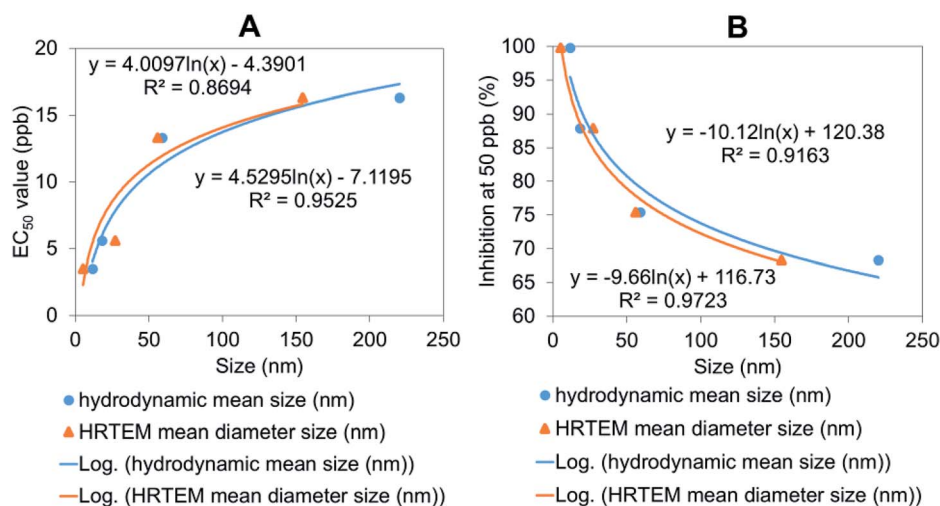 A
EC₅₀ value (ppb)
20
15
10
5
0
y = 4.0097ln(x) - 4.3901
R² = 0.8694
y = 4.5295ln(x) - 7.1195
R² = 0.9525
0 50 100 150 200 250
Size (nm)
hydrodynamic mean size (nm)
HRTEM mean diameter size (nm)
Log. (hydrodynamic mean size (nm))
Log. (HRTEM mean diameter size (nm))
B
Inhibition at 50 ppb (%)
100
95
90
85
80
75
70
65
60
y = -10.12ln(x) + 120.38
R² = 0.9163
y = -9.66ln(x) + 116.73
R² = 0.9723
0 50 100 150 200 250
Size (nm)
hydrodynamic mean size (nm)
HRTEM mean diameter size (nm)
Log. (hydrodynamic mean size (nm))
Log. (HRTEM mean diameter size (nm))